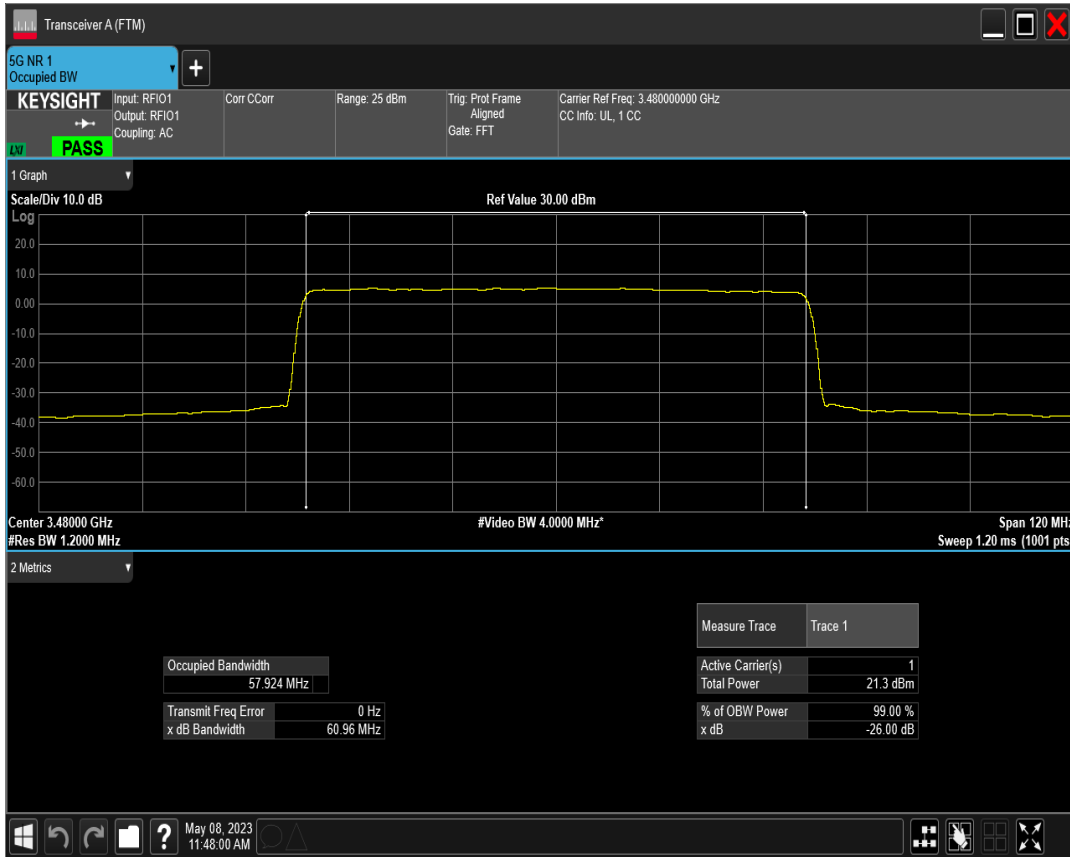 Transceiver A (FTM)
5G NR 1
Occupied BW
+
KEYSIGHT
LXI
PASS
Input: RFIO1
Output: RFIO1
Coupling: AC
Corr CCorr
Range: 25 dBm
Trig: Prot Frame
Aligned
Gate: FFT
Carrier Ref Freq: 3.480000000 GHz
CC Info: UL, 1 CC
1 Graph
Scale/Div 10.0 dB
Ref Value 30.00 dBm
Log
20.0
10.0
0.00
-10.0
-20.0
-30.0
-40.0
-50.0
-60.0
Center 3.48000 GHz
#Video BW 4.0000 MHz*
Span 120 MHz
#Res BW 1.2000 MHz
Sweep 1.20 ms (1001 pts
2 Metrics
Measure Trace Trace 1
Occupied Bandwidth
57.924 MHz
Active Carrier(s) 1
Total Power 21.3 dBm
Transmit Freq Error 0 Hz
x dB Bandwidth 60.96 MHz
% of OBW Power 99.00 %
x dB -26.00 dB
?
May 08, 2023
11:48:00 AM